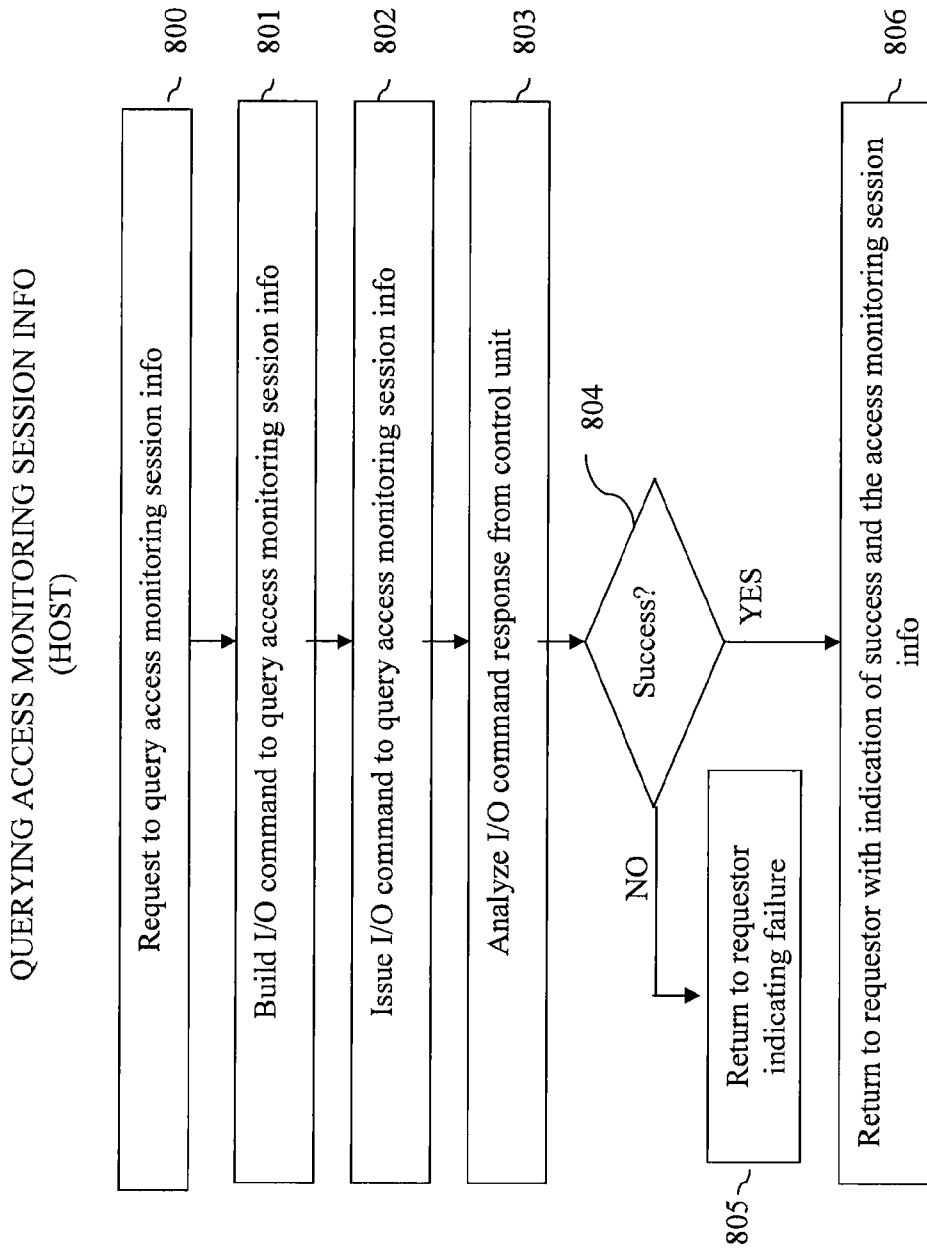 QUERYING ACCESS MONITORING SESSION INFO
(HOST)
800
Request to query access monitoring session info
801
Build I/O command to query access monitoring session info
802
Issue I/O command to query access monitoring session info
803
Analyze I/O command response from control unit
804
Success?
NO
YES
805
Return to requestor
indicating failure
806
Return to requestor with indication of success and the access monitoring session
info